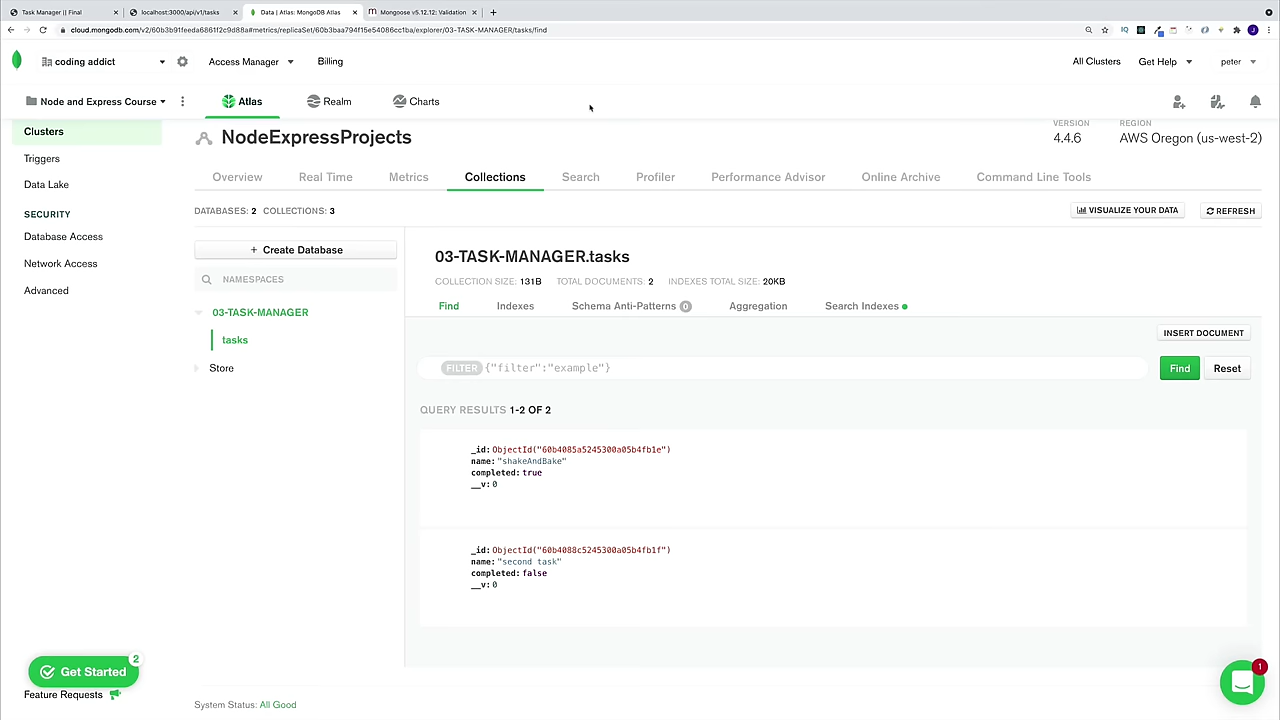 Task Manager || Final
localhost:3000/api/v1/tasks
Data | Atlas: MongoDB Atlas
Mongoose v5.12.12: Validation
cloud.mongodb.com/v2/60b3b91feeda6861f2c9d88a#metrics/replicaSet/60b3baa794f15e54086cc1ba/explorer/03-TASK-MANAGER/tasks/find
coding addict
Access Manager
Billing
All Clusters
Get Help
peter
Node and Express Course
Atlas
Realm
Charts
Clusters
Triggers
Data Lake
SECURITY
Database Access
Network Access
Advanced
NodeExpressProjects
VERSION
4.4.6
REGION
AWS Oregon (us-west-2)
Overview
Real Time
Metrics
Collections
Search
Profiler
Performance Advisor
Online Archive
Command Line Tools
DATABASES: 2 COLLECTIONS: 3
VISUALIZE YOUR DATA
REFRESH
+ Create Database
NAMESPACES
03-TASK-MANAGER
tasks
Store
03-TASK-MANAGER.tasks
COLLECTION SIZE: 131B TOTAL DOCUMENTS: 2 INDEXES TOTAL SIZE: 20KB
Find
Indexes
Schema Anti-Patterns 0
Aggregation
Search Indexes
INSERT DOCUMENT
FILTER {"filter":"example"}
Find
Reset
QUERY RESULTS 1-2 OF 2
_id: ObjectId("60b4085a5245300a05b4fb1e")
name: "shakeAndBake"
completed: true
__v: 0
_id: ObjectId("60b4088c5245300a05b4fb1f")
name: "second task"
completed: false
__v: 0
Get Started
2
Feature Requests
System Status: All Good
1